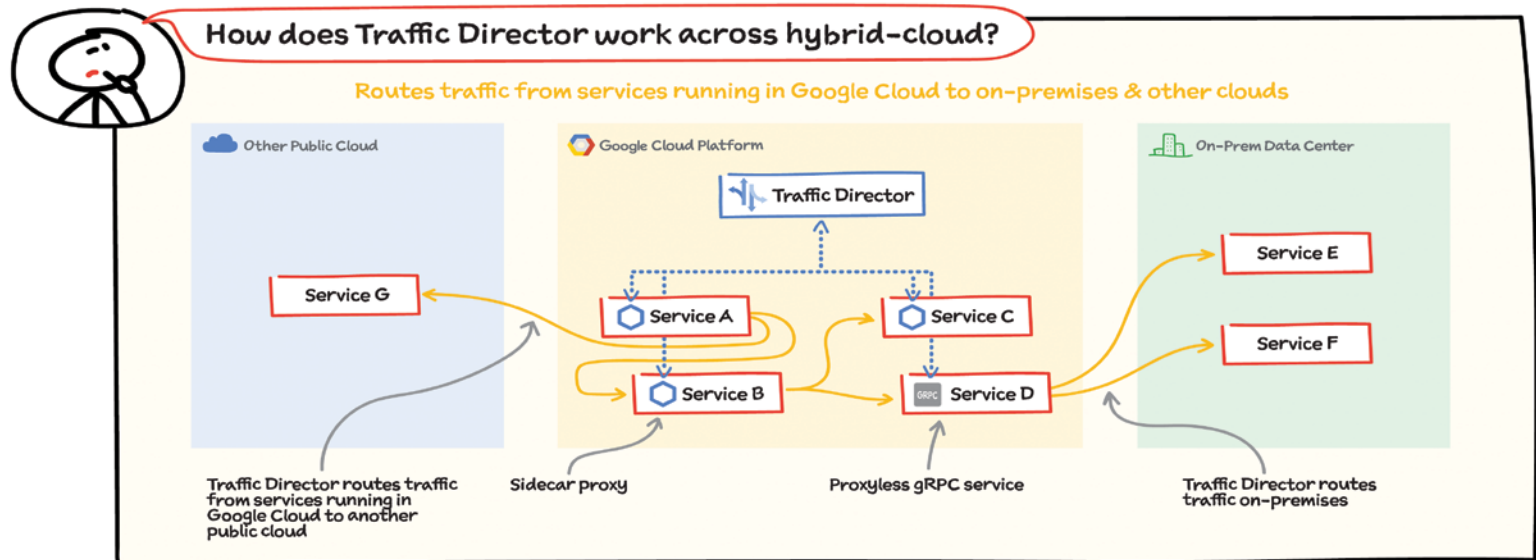 How does Traffic Director work across hybrid-cloud?
Routes traffic from services running in Google Cloud to on-premises & other clouds
Other Public Cloud
Google Cloud Platform
On-Prem Data Center
Traffic Director
Service E
Service G
Service A
Service C
Service F
Service B
GRPC
Service D
Traffic Director routes traffic
from services running in
Google Cloud to another
public cloud
Sidecar proxy
Proxyless gRPC service
Traffic Director routes
traffic on-premises